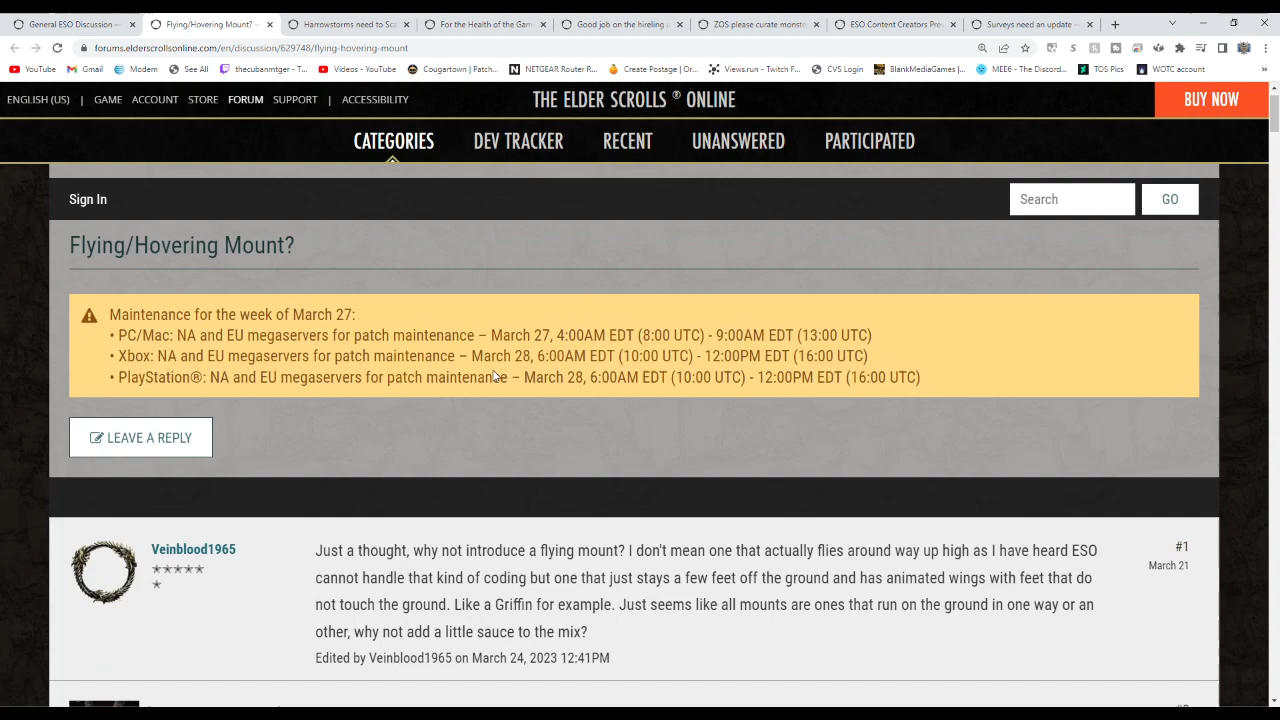 General ESO Discussion —
Flying/Hovering Mount? –
Harrowstorms need to Sc
For the Health of the Gam
Good job on the hireling u
ZOS please curate monste
ESO Content Creators Pre
Surveys need an update —
forums.elderscrollsonline.com/en/discussion/629748/flying-hovering-mount
YouTube
Gmail
Modem
See All
thecubanmtger - T...
Videos - YouTube
Cougartown | Patch...
NETGEAR Router R...
Create Postage | Or...
Views.run - Twitch F...
CVS Login
BlankMediaGames |...
MEE6 - The Discord...
TOS Pics
WOTC account
»
ENGLISH (US) | GAME ACCOUNT STORE FORUM SUPPORT | ACCESSIBILITY
THE ELDER SCROLLS ® ONLINE
BUY NOW
CATEGORIES DEV TRACKER RECENT UNANSWERED PARTICIPATED
Sign In
Search
GO
Flying/Hovering Mount?
Maintenance for the week of March 27:
• PC/Mac: NA and EU megaservers for patch maintenance – March 27, 4:00AM EDT (8:00 UTC) - 9:00AM EDT (13:00 UTC)
• Xbox: NA and EU megaservers for patch maintenance – March 28, 6:00AM EDT (10:00 UTC) - 12:00PM EDT (16:00 UTC)
• PlayStation®: NA and EU megaservers for patch maintenance – March 28, 6:00AM EDT (10:00 UTC) - 12:00PM EDT (16:00 UTC)
LEAVE A REPLY
Veinblood1965
Just a thought, why not introduce a flying mount? I don't mean one that actually flies around way up high as I have heard ESO
cannot handle that kind of coding but one that just stays a few feet off the ground and has animated wings with feet that do
not touch the ground. Like a Griffin for example. Just seems like all mounts are ones that run on the ground in one way or an
other, why not add a little sauce to the mix?
Edited by Veinblood1965 on March 24, 2023 12:41PM
#1
March 21